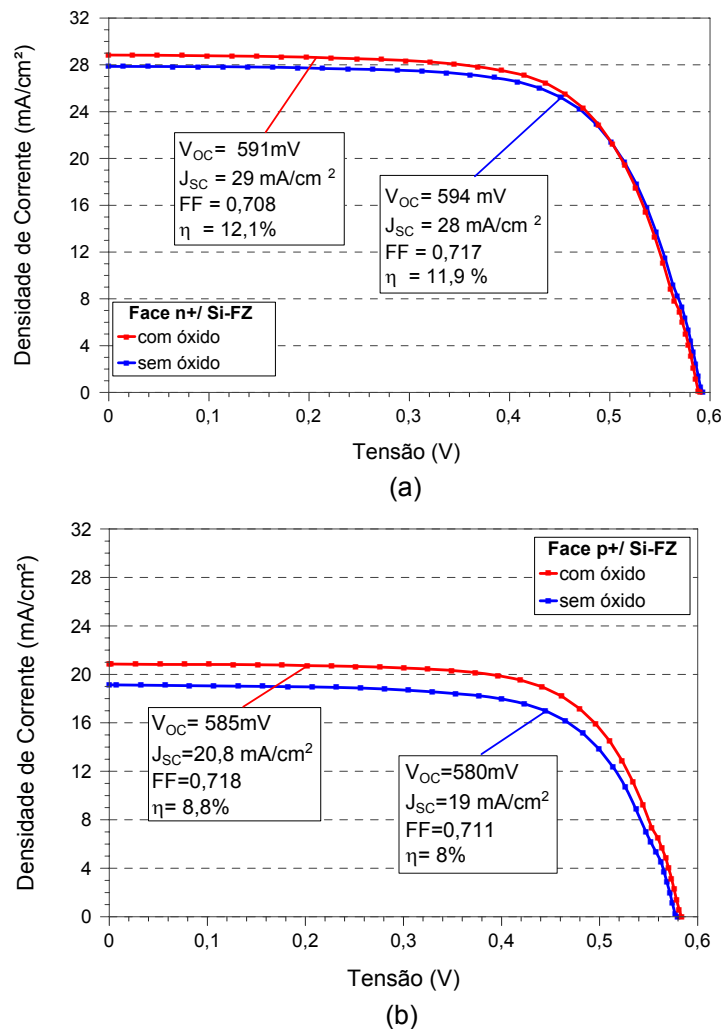 32
28
24
20
16
12
8
4
0
Densidade de Corrente (mA/cm²)
V_OC= 591mV
J_SC = 29 mA/cm ²
FF = 0,708
η = 12,1%
V_OC= 594 mV
J_SC = 28 mA/cm ²
FF = 0,717
η = 11,9 %
Face n+/ Si-FZ
com óxido
sem óxido
0 0,1 0,2 0,3 0,4 0,5 0,6
Tensão (V)
(a)
32
28
24
20
16
12
8
4
0
Densidade de Corrente (mA/cm²)
Face p+/ Si-FZ
com óxido
sem óxido
V_OC= 585mV
J_SC=20,8 mA/cm²
FF=0,718
η= 8,8%
V_OC=580mV
J_SC=19 mA/cm²
FF=0,711
η= 8%
0 0,1 0,2 0,3 0,4 0,5 0,6
Tensão (V)
(b)